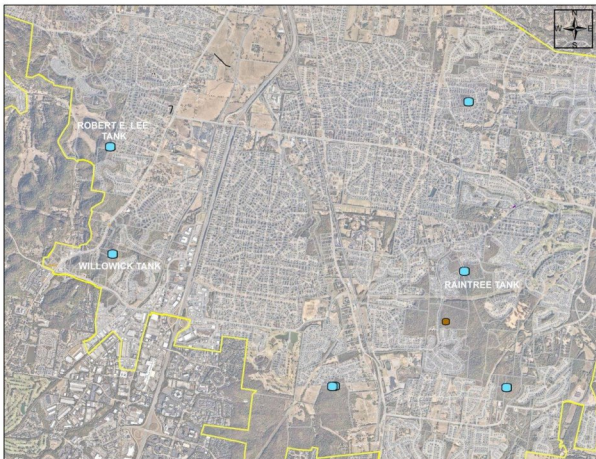 N
W E
S
ROBERT E. LEE
TANK
WILLOWICK TANK
RAINTREE TANK